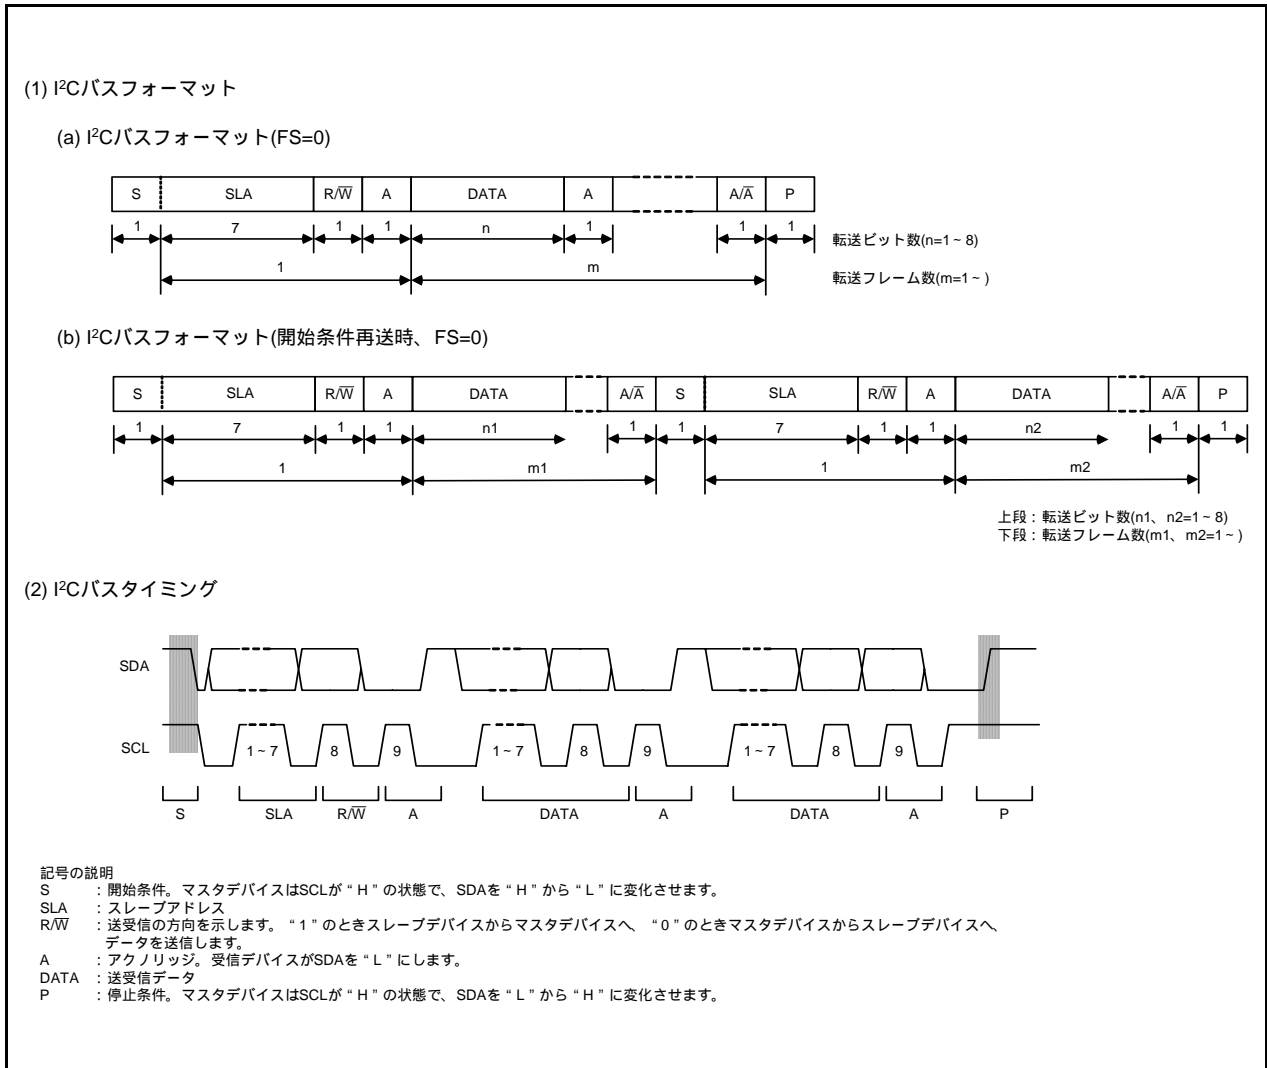 (1) I²Cバスフォーマット
(a) I²Cバスフォーマット(FS=0)
S SLA R/W̅ A DATA A A/A̅ P
1 7 1 1 n 1 1 1
転送ビット数(n=1~8)
1 m
転送フレーム数(m=1~ )
(b) I²Cバスフォーマット(開始条件再送時、FS=0)
S SLA R/W̅ A DATA A/A̅ S SLA R/W̅ A DATA A/A̅ P
1 7 1 1 n1 1 1 7 1 1 n2 1 1
1 m1 1 m2
上段:転送ビット数(n1、n2=1~8)
下段:転送フレーム数(m1、m2=1~ )
(2) I²Cバスタイミング
SDA
SCL 1~7 8 9 1~7 8 9 1~7 8 9
S SLA R/W̅ A DATA A DATA A P
記号の説明
S :開始条件。マスタデバイスはSCLが“H”の状態で、SDAを“H”から“L”に変化させます。
SLA :スレーブアドレス
R/W̅ :送受信の方向を示します。“1”のときスレーブデバイスからマスタデバイスへ、“0”のときマスタデバイスからスレーブデバイスへ、
データを送信します。
A :アクノリッジ。受信デバイスがSDAを“L”にします。
DATA :送受信データ
P :停止条件。マスタデバイスはSCLが“H”の状態で、SDAを“L”から“H”に変化させます。